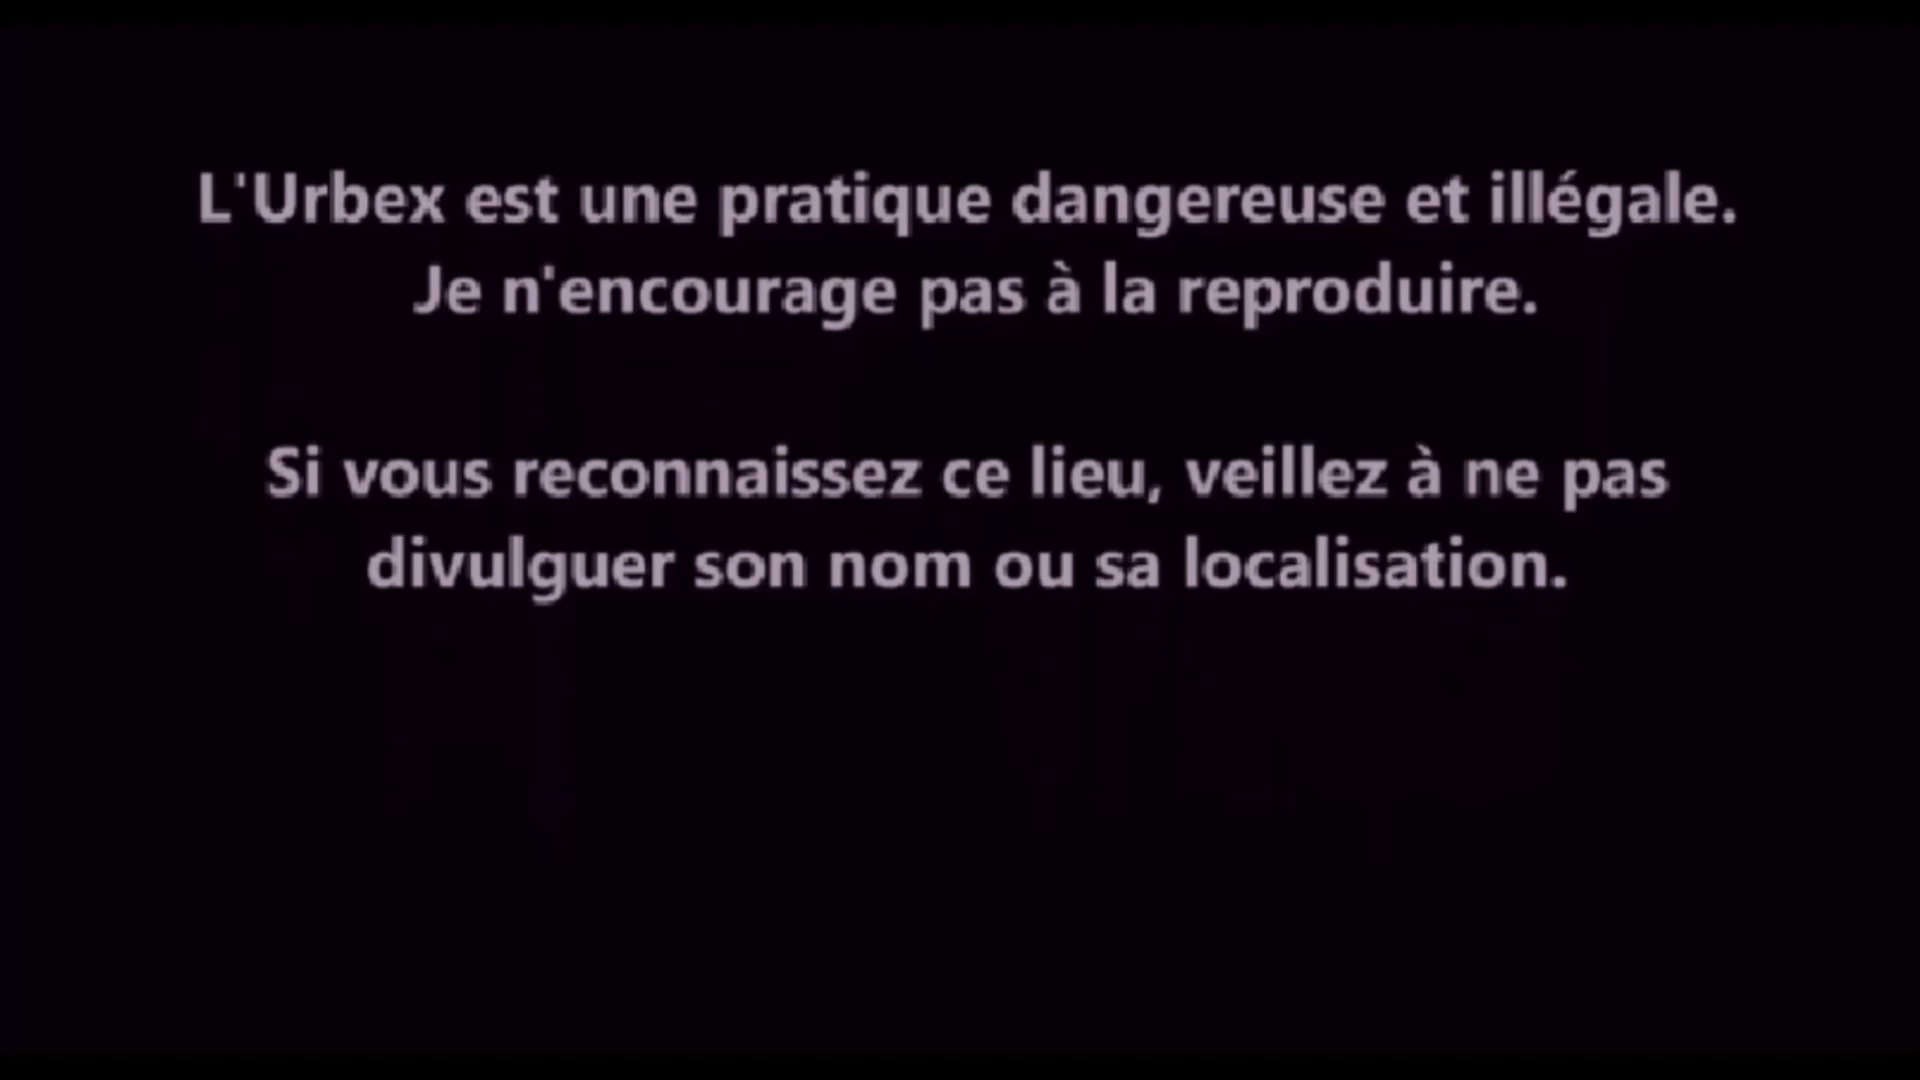 L'Urbex est une pratique dangereuse et illégale.
Je n'encourage pas à la reproduire.
Si vous reconnaissez ce lieu, veillez à ne pas
divulguer son nom ou sa localisation.